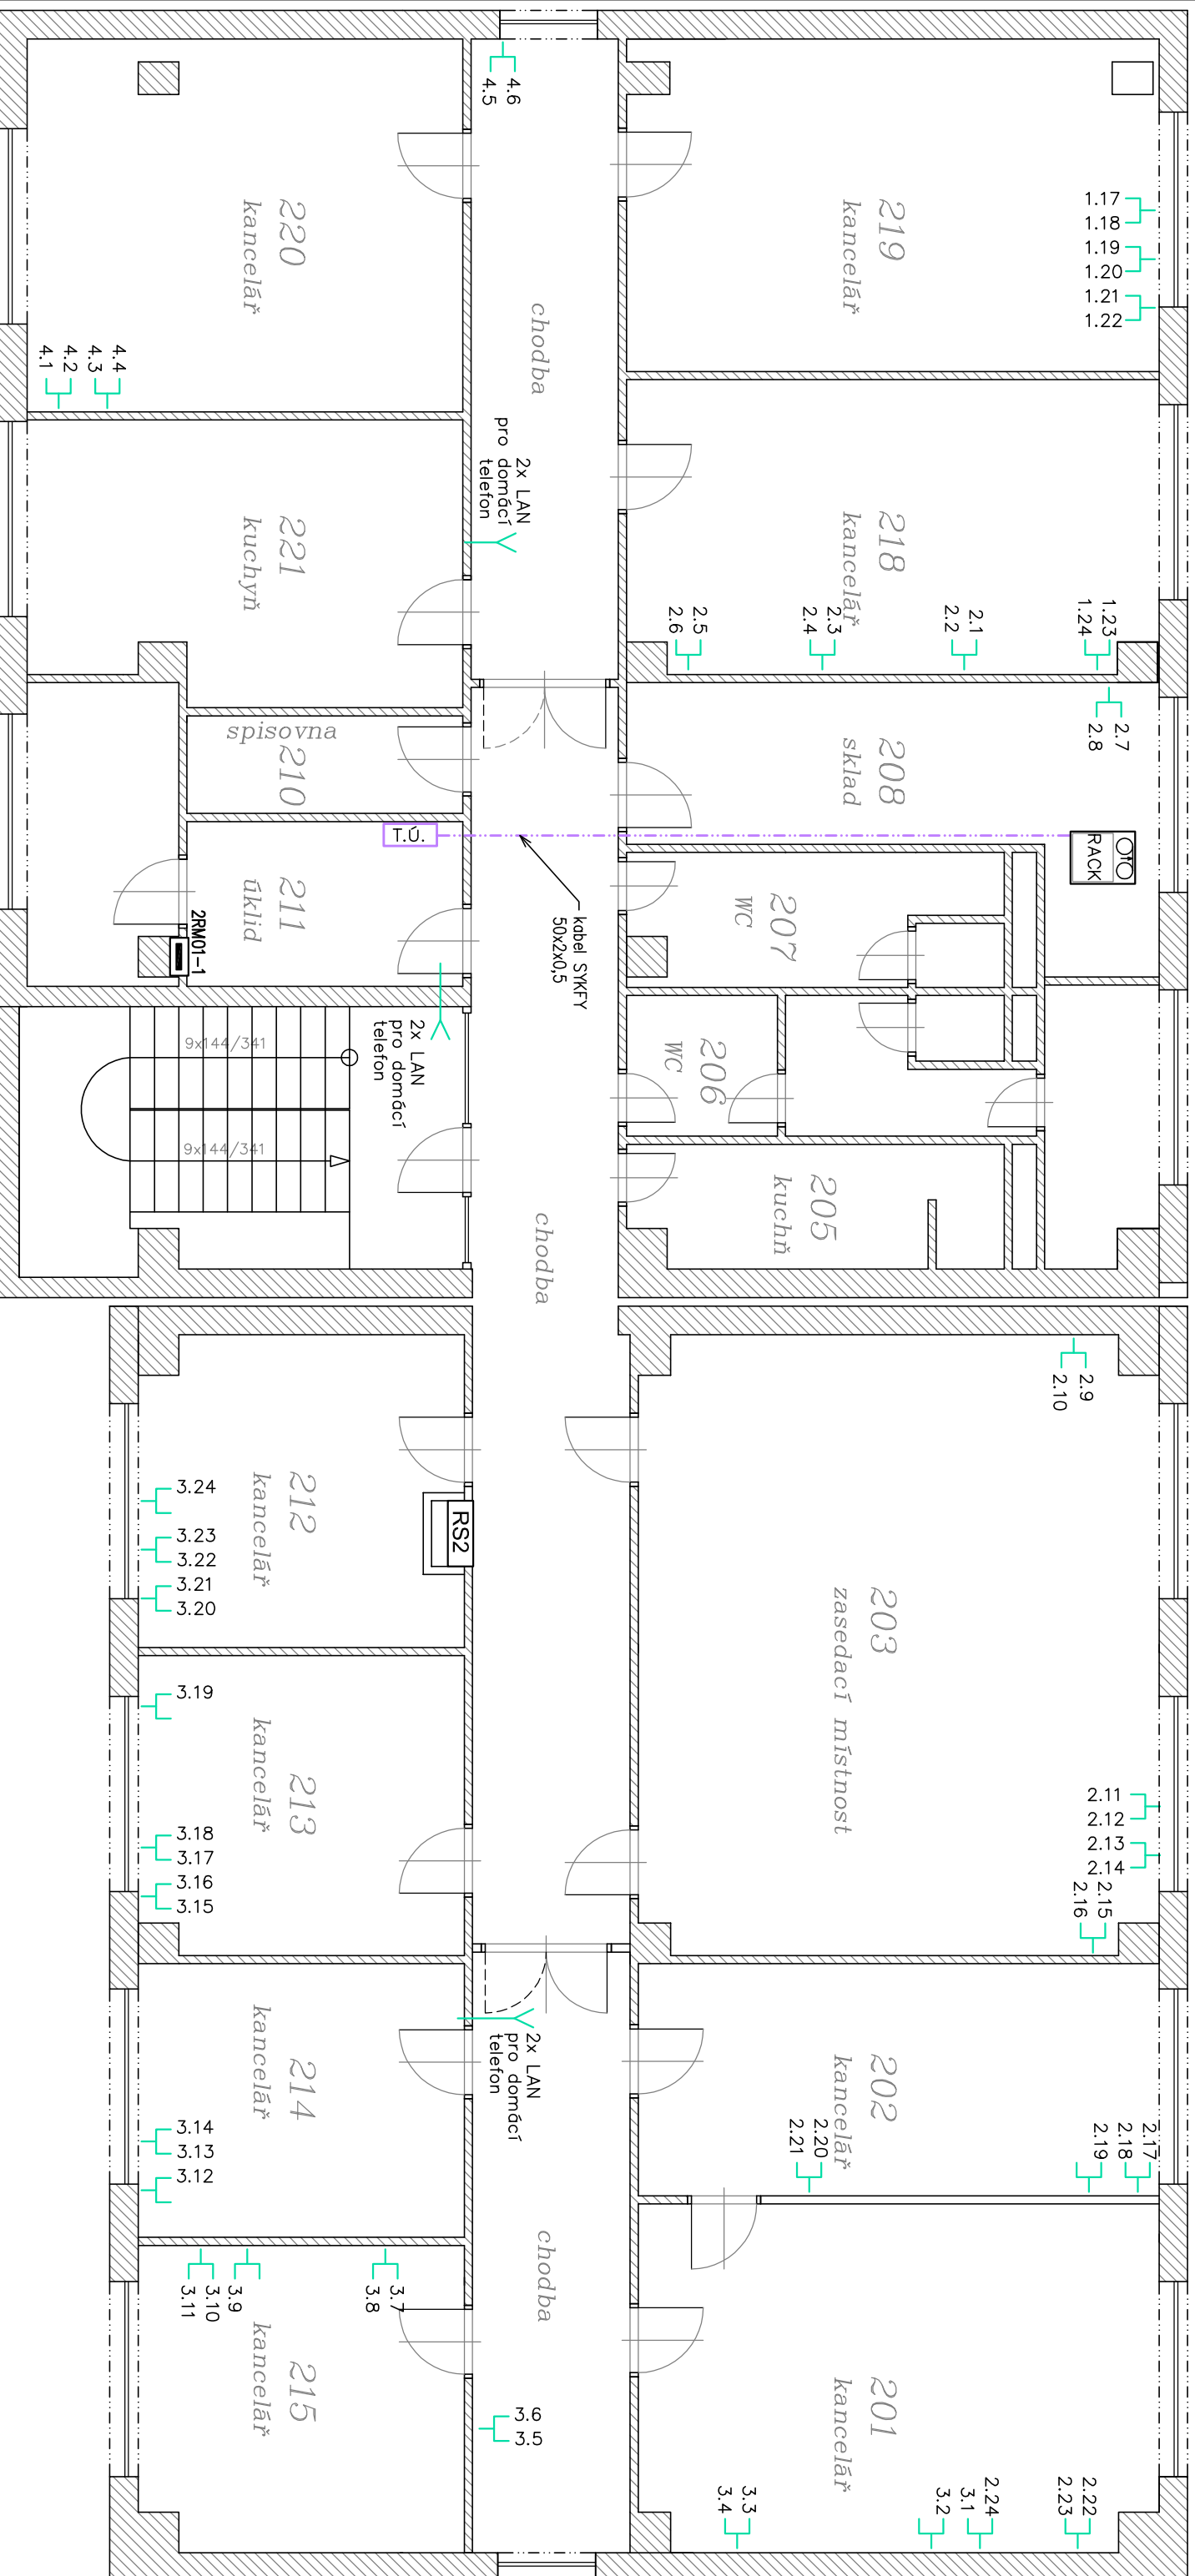 4.6
4.5
219
kancelář
1.17
1.18
1.19
1.20
1.21
1.22
220
kancelář
chodba
4.4
4.3
4.2
4.1
2x LAN
pro domácí
telefon
218
kancelář
221
kuchyň
1.23
1.24
2.1
2.2
2.3
2.4
2.5
2.6
2.7
2.8
208
sklad
RACK
spisovna
210
T.Ú.
kabel SYKFY
50x2x0,5
207
WC
211
úklid
2RM01-1
2x LAN
pro domácí
telefon
9x144/341
9x144/341
206
WC
205
kuchň
chodba
2.9
2.10
212
kancelář
RS2
3.24
3.23
3.22
3.21
3.20
203
zasedací místnost
3.19
213
kancelář
3.18
3.17
3.16
3.15
2.11
2.12
2.13
2.14
2.15
2.16
2x LAN
pro domácí
telefon
214
kancelář
3.14
3.13
3.12
202
kancelář
2.17
2.18
2.19
2.20
2.21
chodba
3.7
3.8
3.9
3.10
3.11
215
kancelář
3.6
3.5
201
kancelář
2.22
2.23
2.24
3.1
3.2
3.3
3.4